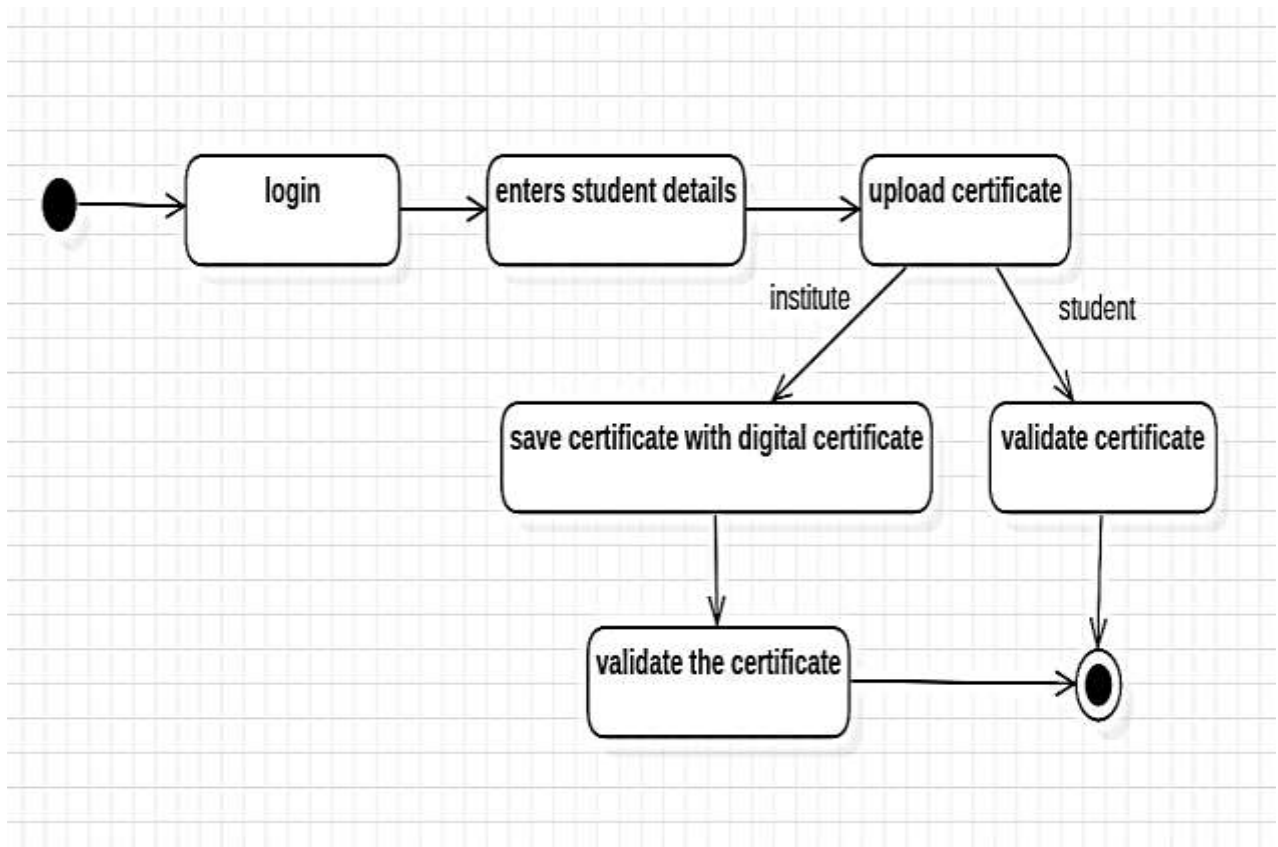 login
enters student details
upload certificate
institute
student
save certificate with digital certificate
validate certificate
validate the certificate